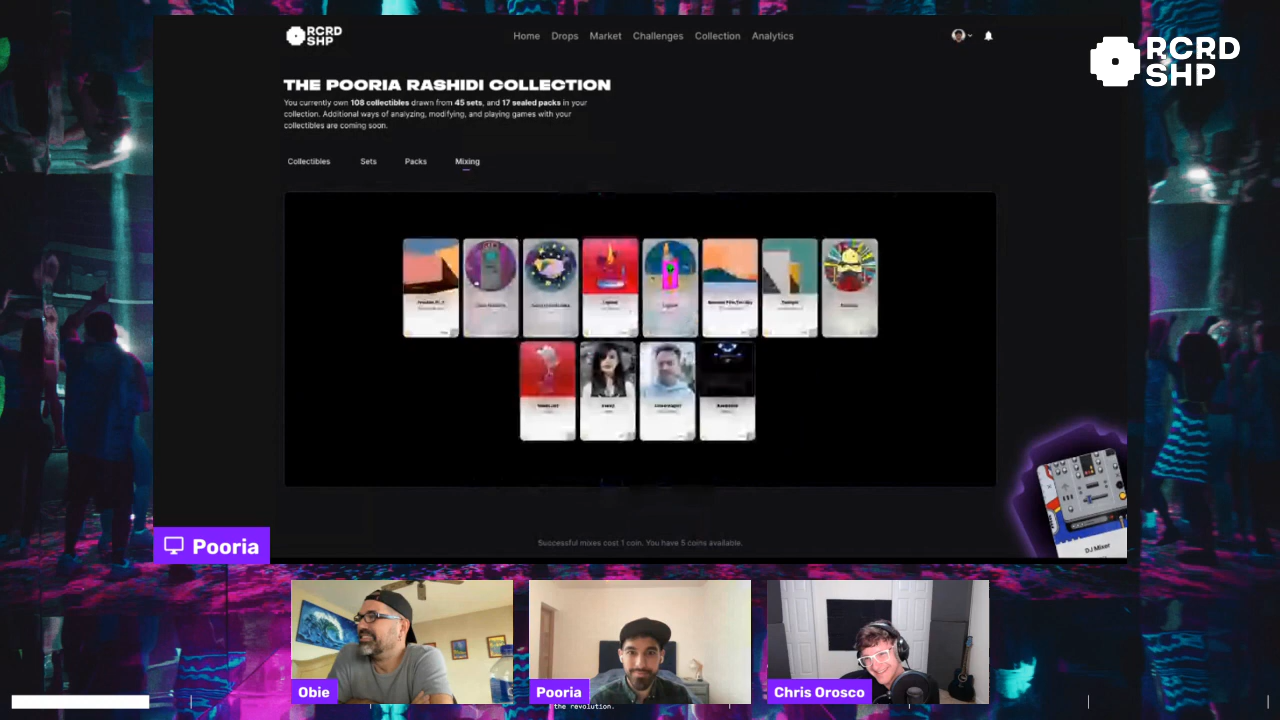 RCRD
SHP
Home Drops Market Challenges Collection Analytics
RCRD
SHP
THE POORIA RASHIDI COLLECTION
You currently own 108 collectibles drawn from 45 sets, and 17 sealed packs in your
collection. Additional ways of analyzing, modifying, and playing games with your
collectibles are coming soon.
Collectibles Sets Packs Mixing
Successful mixes cost 1 coin. You have 5 coins available.
DJ Mixer
Pooria
Obie
Pooria
Chris Orosco
the revolution.